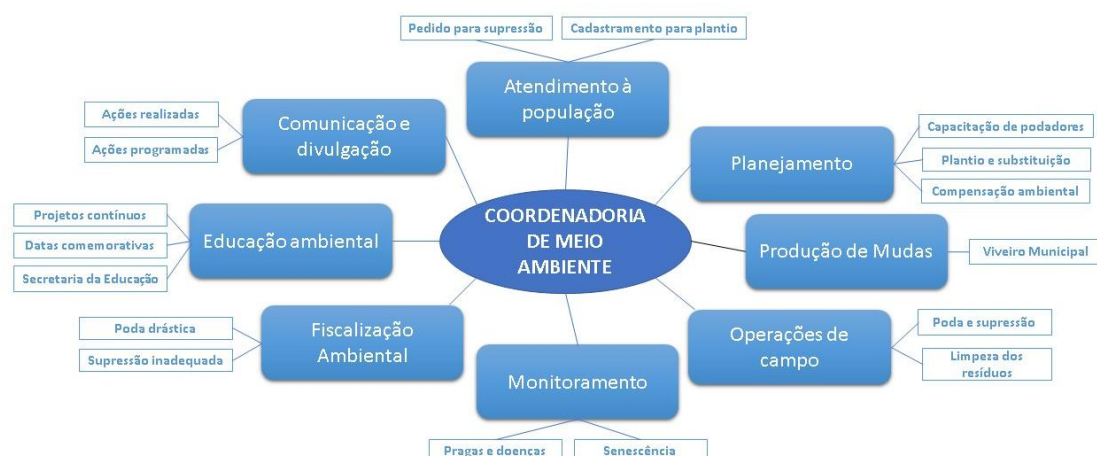 Pedido para supressão
Cadastramento para plantio
Atendimento à
população
Ações realizadas
Ações programadas
Comunicação e
divulgação
Planejamento
Capacitação de podadores
Plantio e substituição
Compensação ambiental
Projetos contínuos
Datas comemorativas
Secretaria da Educação
Educação ambiental
COORDENADORIA
DE MEIO
AMBIENTE
Produção de Mudas
Viveiro Municipal
Poda drástica
Supressão inadequada
Fiscalização
Ambiental
Monitoramento
Operações de
campo
Poda e supressão
Limpeza dos
resíduos
Pragas e doenças
Senescência